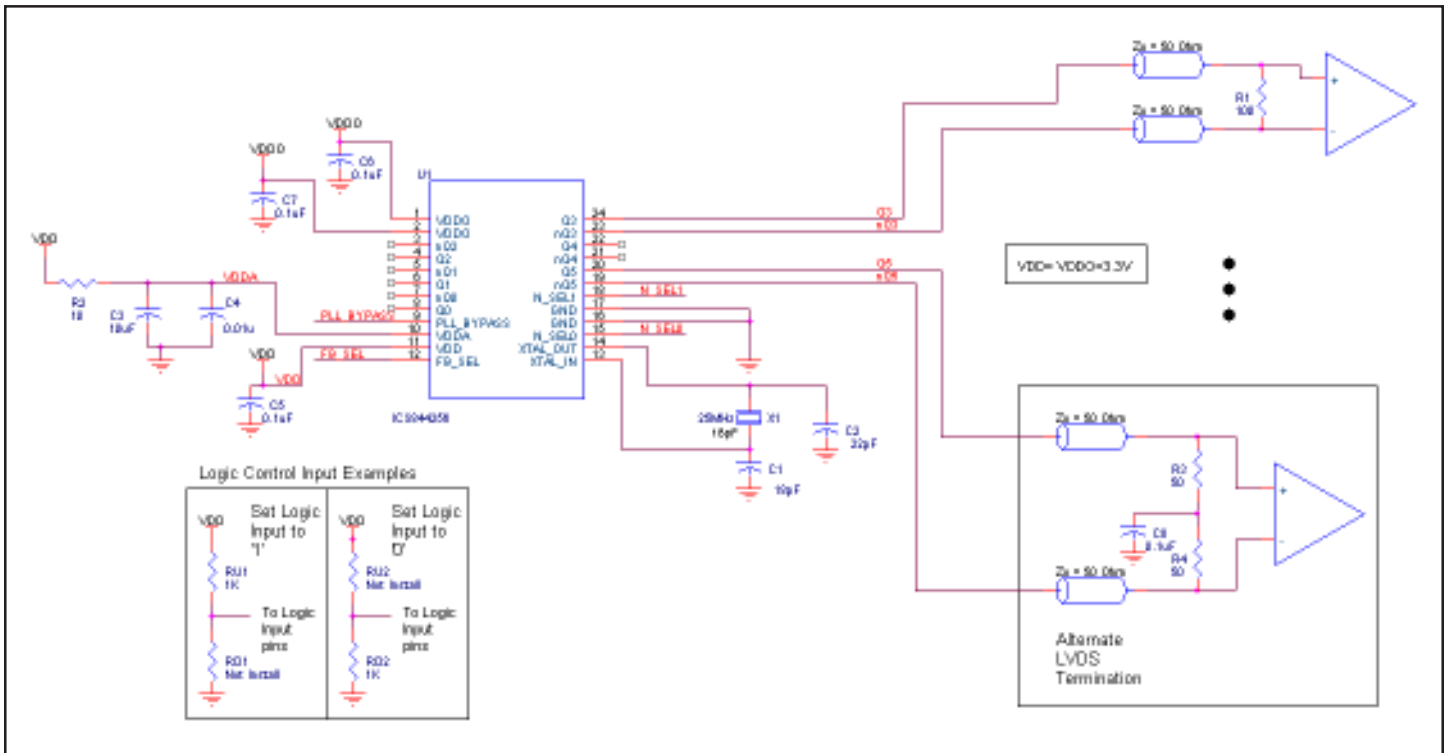 Zo = 50 Ohm
R1
100
+
-
Zo = 50 Ohm
VDDO
C6
0.1uF
VDDO
C7
0.1uF
U1
1 VDDO
2 VDDO
3 nQ2
4 Q2
5 nQ1
6 Q1
7 nQ0
8 Q0
9 PLL_BYPASS
10 VDDA
11 VDD
12 FB_SEL
Q3 24
nQ3 23
Q4 22
nQ4 21
Q5 20
nQ5 19
N_SEL1 18
GND 17
GND 16
N_SEL0 15
XTAL_OUT 14
XTAL_IN 13
Q3
nQ3
Q5
nQ5
N_SEL1
N_SEL0
VDD= VDDO=3.3V
VDD
VDDA
R2
10
C3
10uF
C4
0.01u
PLL_BYPASS
VDD
FB_SEL
VDD
C5
0.1uF
25MHz
18pF
X1
C2
22pF
C1
18pF
Logic Control Input Examples
Set Logic
Input to
'1'
VDD
RU1
1K
To Logic
Input
pins
RD1
Not Install
Set Logic
Input to
'0'
VDD
RU2
Not Install
To Logic
Input
pins
RD2
1K
Zo = 50 Ohm
R3
50
+
-
0.1uF
R4
50
Zo = 50 Ohm
Alternate
LVDS
Termination